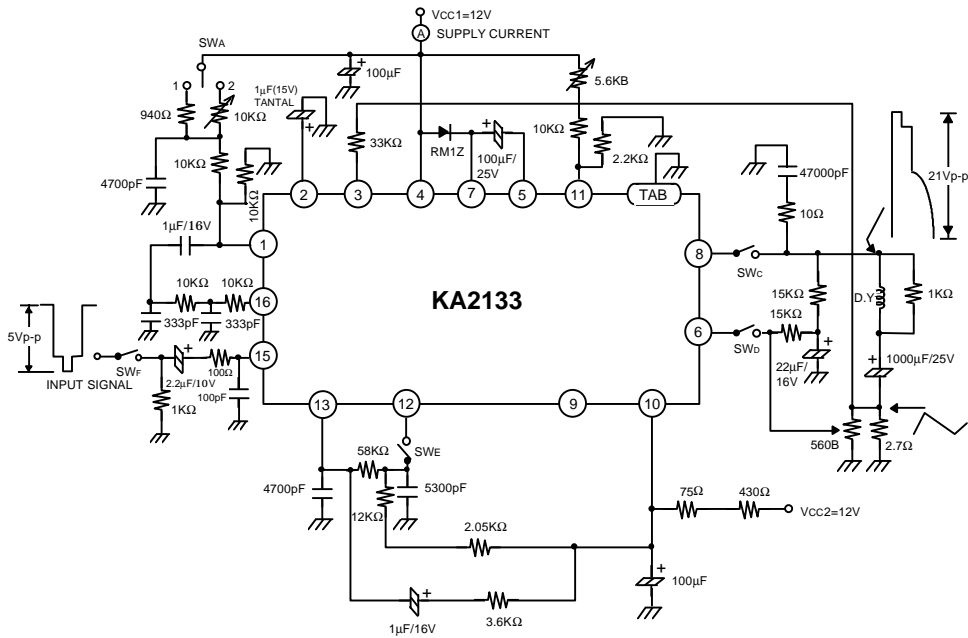 VCC1=12V
A SUPPLY CURRENT
SWA
1 2
940Ω
10KΩ
100µF
+
1µF(15V)
TANTAL
+
5.6KB
4700pF
10KΩ
10KΩ
33KΩ
RM1Z
+
100µF/
25V
10KΩ
2.2KΩ
47000pF
10Ω
21Vp-p
2
3
4
7
5
11
TAB
1µF/16V
1
8
SWC
10KΩ
10KΩ
16
333pF
333pF
KA2133
15KΩ
D.Y
1KΩ
6
SWD
15KΩ
+
22µF/
16V
+
1000µF/25V
5Vp-p
INPUT SIGNAL
SWF
+
2.2µF/10V
100Ω
15
100pF
1KΩ
560B
2.7Ω
13
12
9
10
SWE
58KΩ
4700pF
5300pF
12KΩ
75Ω
430Ω
VCC2=12V
2.05KΩ
+
100µF
+
1µF/16V
3.6KΩ